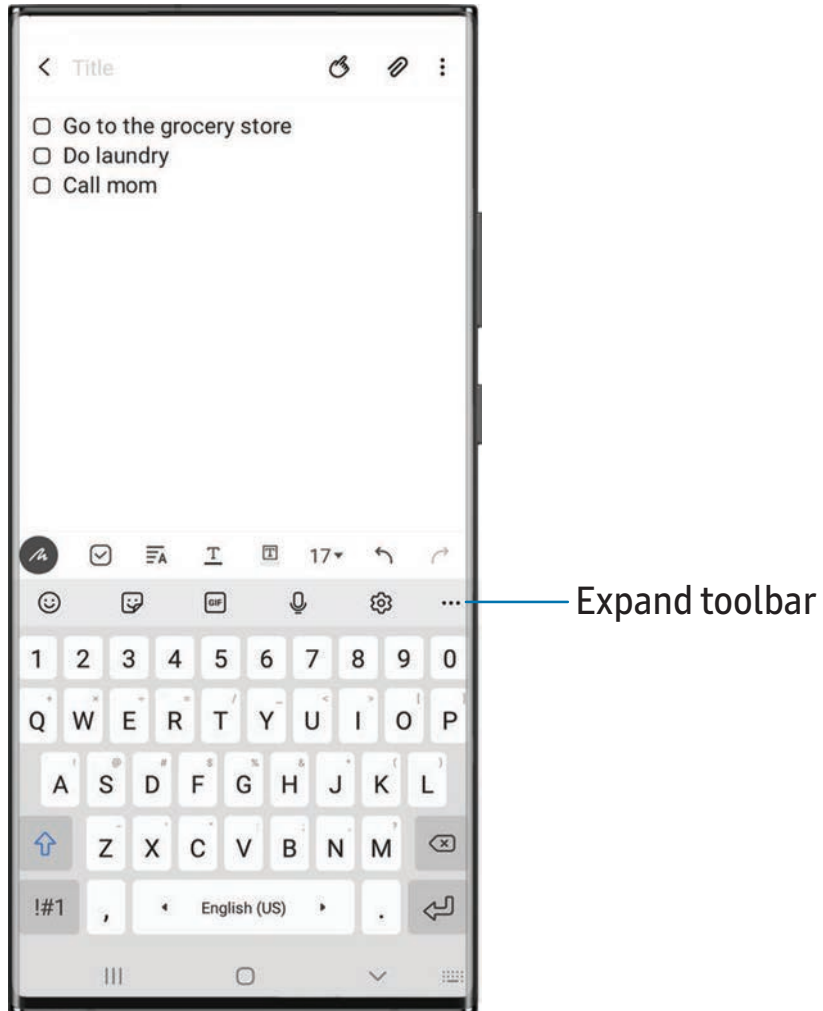 Title
Go to the grocery store
Do laundry
Call mom
T T 17
GIF
Expand toolbar
1 2 3 4 5 6 7 8 9 0
Q W E R T Y U I O P
A S D F G H J K L
Z X C V B N M
!#1 , English (US) .